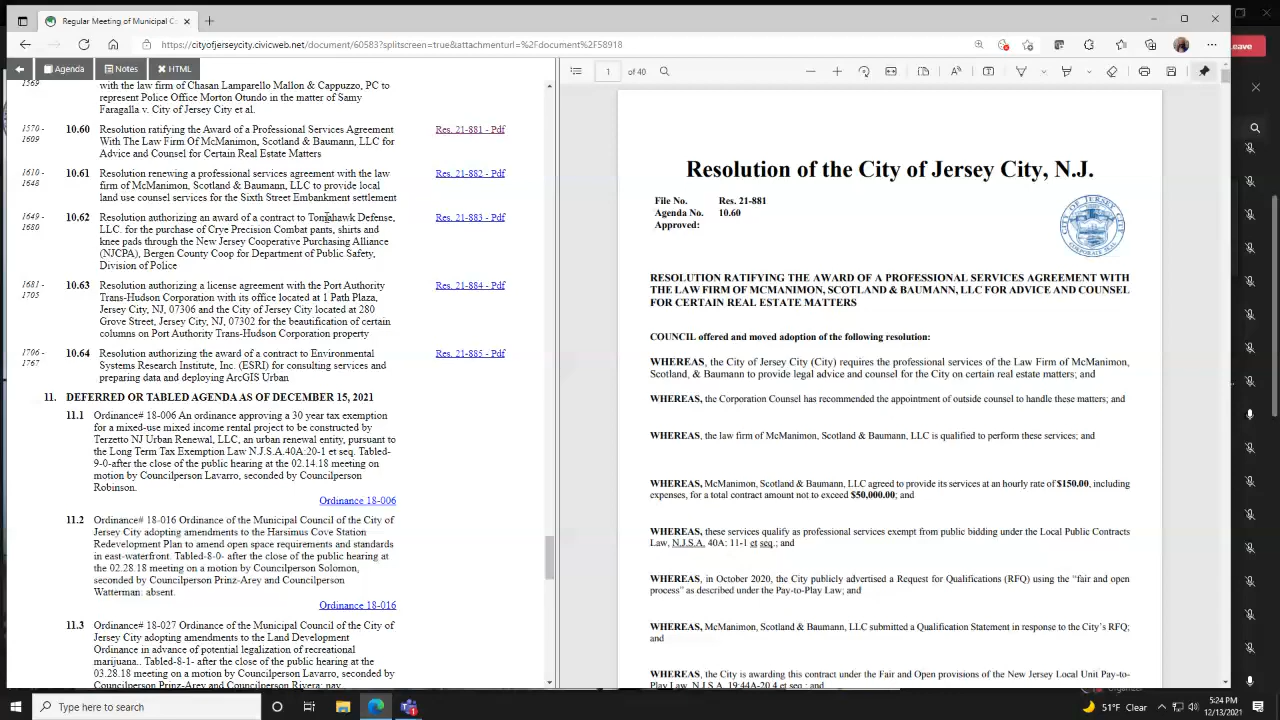 Regular Meeting of Municipal Co
https://cityofjerseycity.civicweb.net/document/60583?splitscreen=true&attachmenturl=%2Fdocument%2F58918
Leave
Agenda
Notes
HTML
1 of 40
1569
with the law firm of Chasan Lamparello Mallon & Cappuzzo, PC to
represent Police Office Morton Otundo in the matter of Samy
Faragalla v. City of Jersey City et al.
1570 -
1609
10.60 Resolution ratifying the Award of a Professional Services Agreement
With The Law Firm Of McManimon, Scotland & Baumann, LLC for
Advice and Counsel for Certain Real Estate Matters
Res. 21-881 - Pdf
1610 -
1648
10.61 Resolution renewing a professional services agreement with the law
firm of McManimon, Scotland & Baumann, LLC to provide local
land use counsel services for the Sixth Street Embankment settlement
Res. 21-882 - Pdf
1649 -
1680
10.62 Resolution authorizing an award of a contract to Tomahawk Defense,
LLC. for the purchase of Crye Precision Combat pants, shirts and
knee pads through the New Jersey Cooperative Purchasing Alliance
(NJCPA), Bergen County Coop for Department of Public Safety,
Division of Police
Res. 21-883 - Pdf
1681 -
1705
10.63 Resolution authorizing a license agreement with the Port Authority
Trans-Hudson Corporation with its office located at 1 Path Plaza,
Jersey City, NJ, 07306 and the City of Jersey City located at 280
Grove Street, Jersey City, NJ, 07302 for the beautification of certain
columns on Port Authority Trans-Hudson Corporation property
Res. 21-884 - Pdf
1706 -
1767
10.64 Resolution authorizing the award of a contract to Environmental
Systems Research Institute, Inc. (ESRI) for consulting services and
preparing data and deploying ArcGIS Urban
Res. 21-885 - Pdf
11. DEFERRED OR TABLED AGENDA AS OF DECEMBER 15, 2021
11.1 Ordinance# 18-006 An ordinance approving a 30 year tax exemption
for a mixed-use mixed income rental project to be constructed by
Terzetto NJ Urban Renewal, LLC, an urban renewal entity, pursuant to
the Long Term Tax Exemption Law N.J.S.A.40A:20-1 et seq. Tabled-
9-0-after the close of the public hearing at the 02.14.18 meeting on
motion by Councilperson Lavarro, seconded by Councilperson
Robinson.
Ordinance 18-006
11.2 Ordinance# 18-016 Ordinance of the Municipal Council of the City of
Jersey City adopting amendments to the Harsimus Cove Station
Redevelopment Plan to amend open space requirements and standards
in east-waterfront. Tabled-8-0- after the close of the public hearing at
the 02.28.18 meeting on a motion by Councilperson Solomon,
seconded by Councilperson Prinz-Arey and Councilperson
Watterman: absent.
Ordinance 18-016
11.3 Ordinance# 18-027 Ordinance of the Municipal Council of the City of
Jersey City adopting amendments to the Land Development
Ordinance in advance of potential legalization of recreational
marijuana.. Tabled-8-1- after the close of the public hearing at the
03.28.18 meeting on a motion by Councilperson Lavarro, seconded by
Councilperson Prinz-Arey and Councilperson Rivera: nay
Resolution of the City of Jersey City, N.J.
File No. Res. 21-881
Agenda No. 10.60
Approved:
RESOLUTION RATIFYING THE AWARD OF A PROFESSIONAL SERVICES AGREEMENT WITH
THE LAW FIRM OF MCMANIMON, SCOTLAND & BAUMANN, LLC FOR ADVICE AND COUNSEL
FOR CERTAIN REAL ESTATE MATTERS
COUNCIL offered and moved adoption of the following resolution:
WHEREAS, the City of Jersey City (City) requires the professional services of the Law Firm of McManimon,
Scotland, & Baumann to provide legal advice and counsel for the City on certain real estate matters; and
WHEREAS, the Corporation Counsel has recommended the appointment of outside counsel to handle these matters; and
WHEREAS, the law firm of McManimon, Scotland & Baumann, LLC is qualified to perform these services; and
WHEREAS, McManimon, Scotland & Baumann, LLC agreed to provide its services at an hourly rate of $150.00, including
expenses, for a total contract amount not to exceed $50,000.00; and
WHEREAS, these services qualify as professional services exempt from public bidding under the Local Public Contracts
Law, N.J.S.A. 40A: 11-1 et seq.; and
WHEREAS, in October 2020, the City publicly advertised a Request for Qualifications (RFQ) using the “fair and open
process” as described under the Pay-to-Play Law; and
WHEREAS, McManimon, Scotland & Baumann, LLC submitted a Qualification Statement in response to the City’s RFQ;
and
WHEREAS, the City is awarding this contract under the Fair and Open provisions of the New Jersey Local Unit Pay-to-
Play Law, N.J.S.A. 19:44A-20.4 et seq.; and
Type here to search
51°F Clear
5:24 PM
12/13/2021